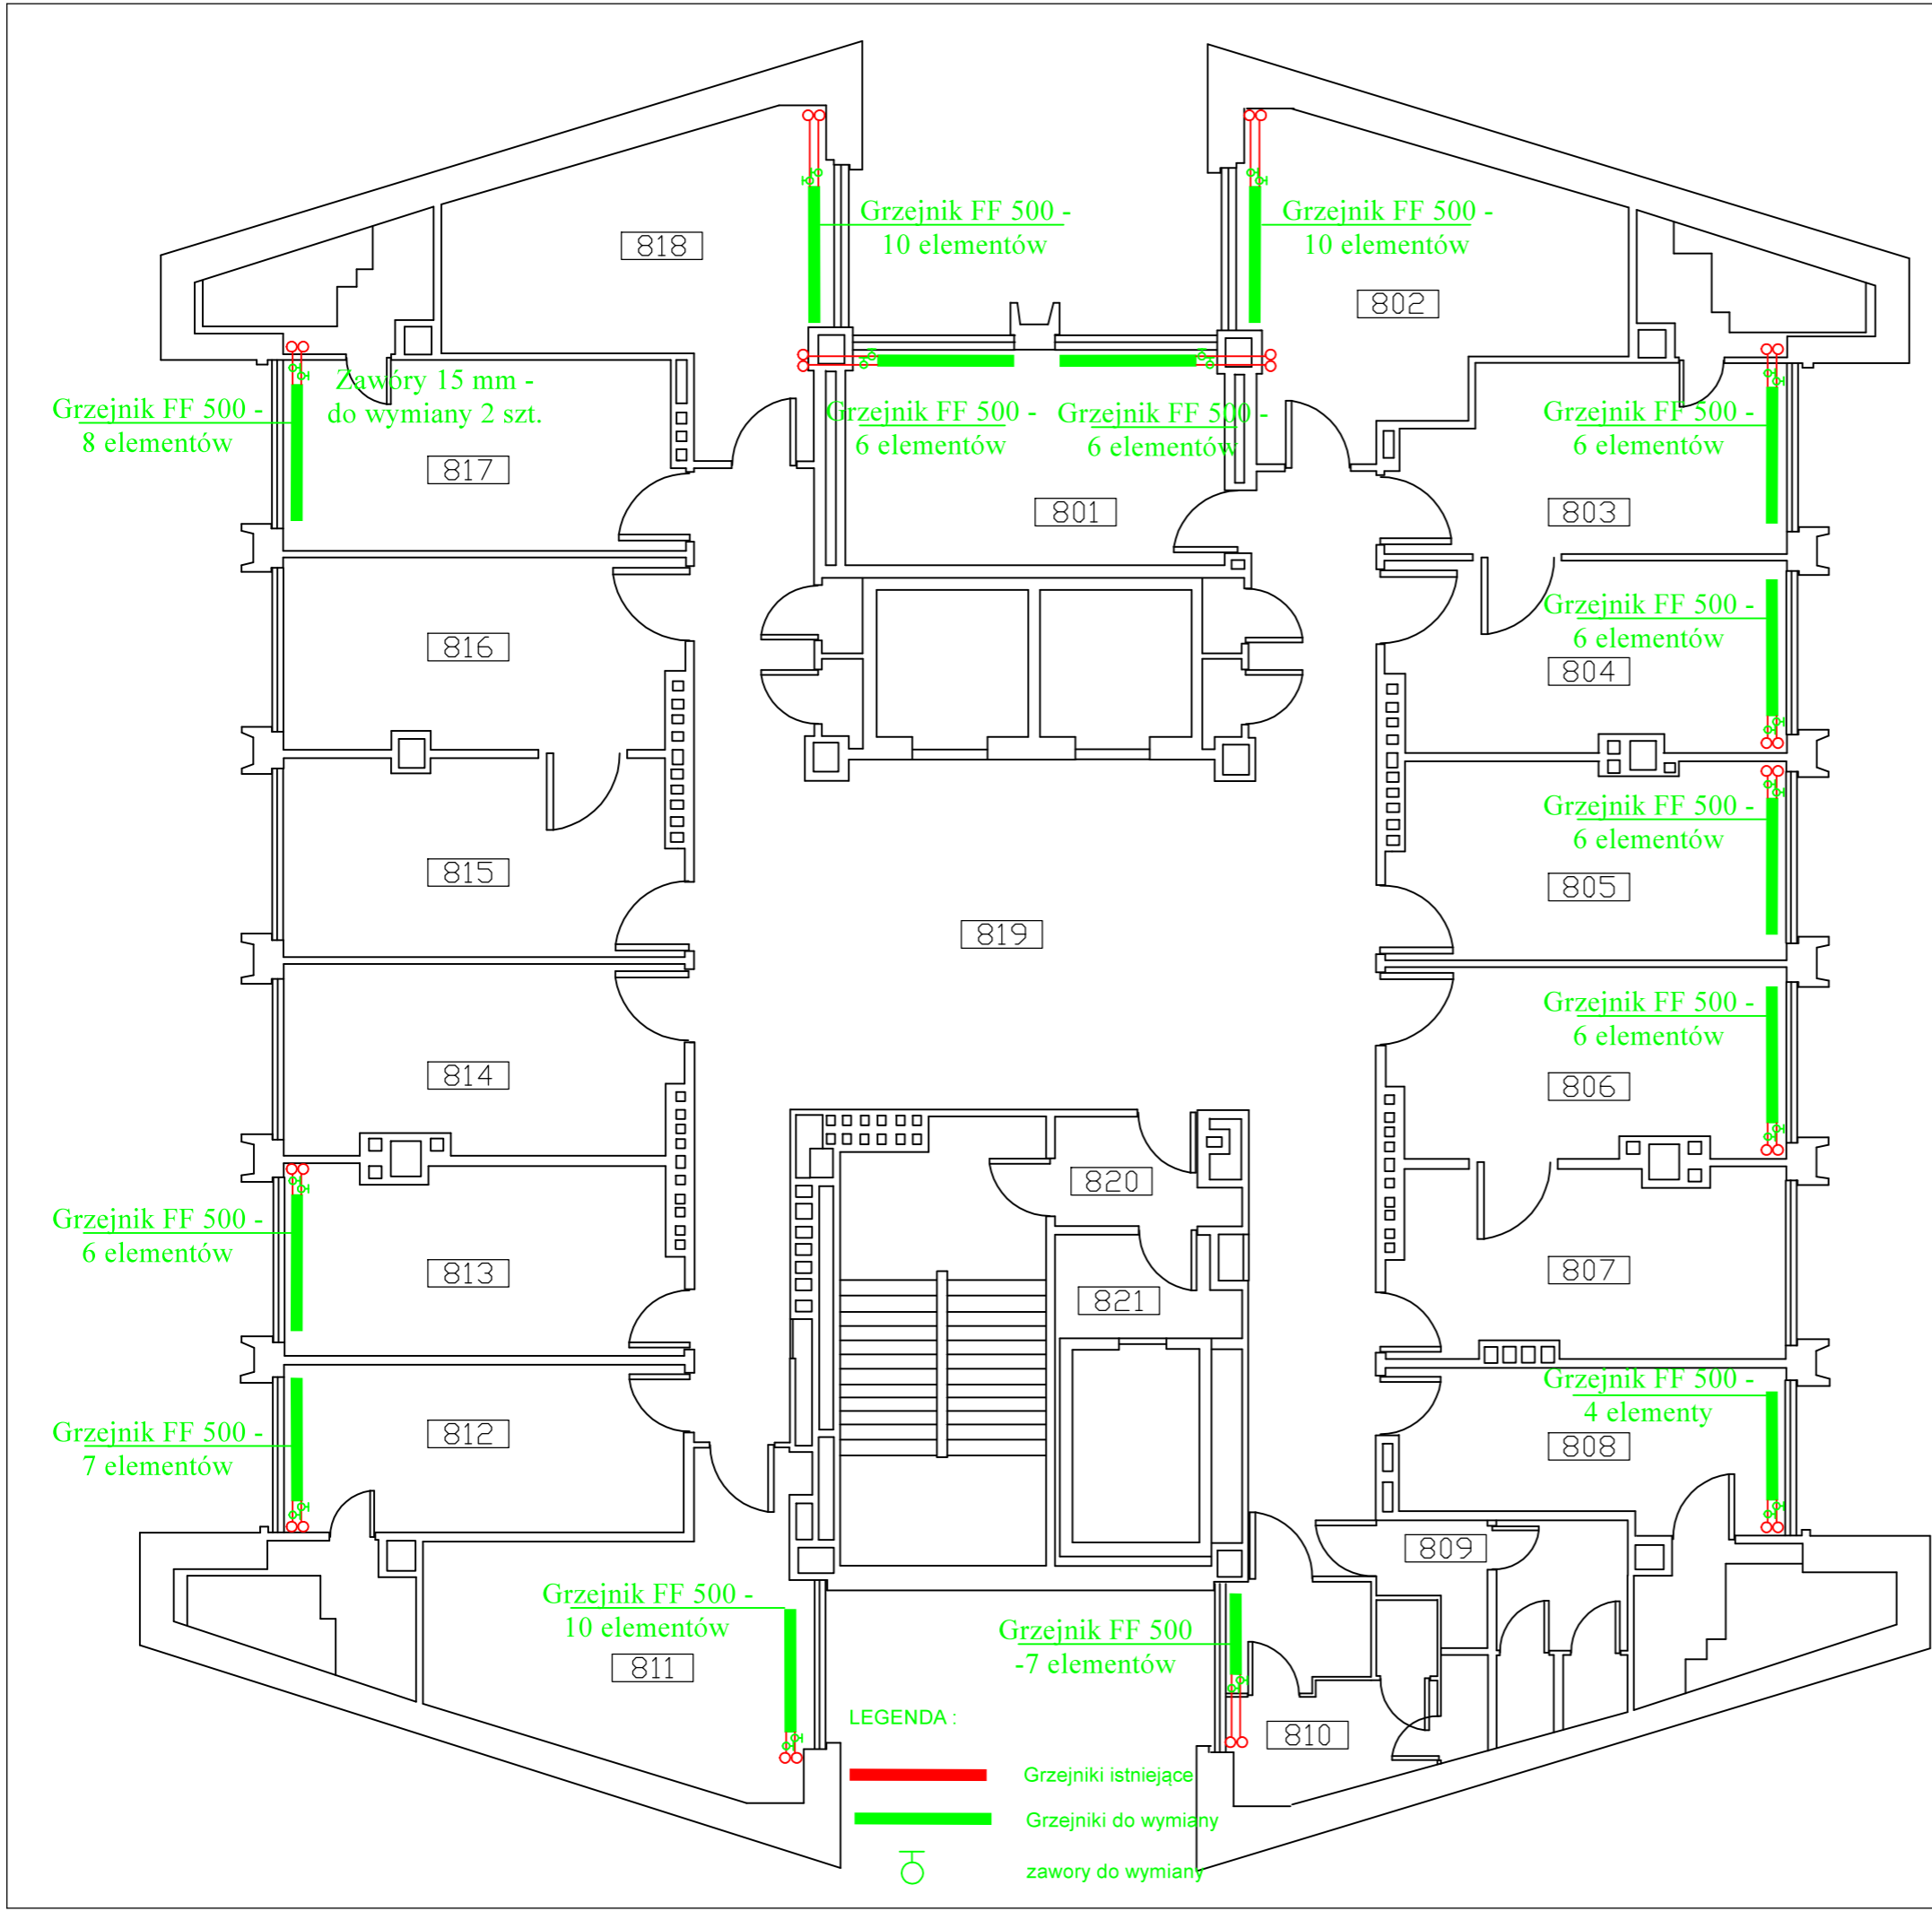 Grzejnik FF 500 -
10 elementów
Grzejnik FF 500 -
10 elementów
818
802
Zawóry 15 mm -
do wymiany 2 szt.
Grzejnik FF 500 -
8 elementów
Grzejnik FF 500 -
6 elementów
Grzejnik FF 500 -
6 elementów
Grzejnik FF 500 -
6 elementów
817
801
803
Grzejnik FF 500 -
6 elementów
816
804
Grzejnik FF 500 -
6 elementów
815
805
819
Grzejnik FF 500 -
6 elementów
814
806
820
Grzejnik FF 500 -
6 elementów
813
807
821
Grzejnik FF 500 -
4 elementy
Grzejnik FF 500 -
7 elementów
812
808
809
Grzejnik FF 500 -
10 elementów
Grzejnik FF 500
-7 elementów
811
810
LEGENDA :
Grzejniki istniejące
Grzejniki do wymiany
zawory do wymiany